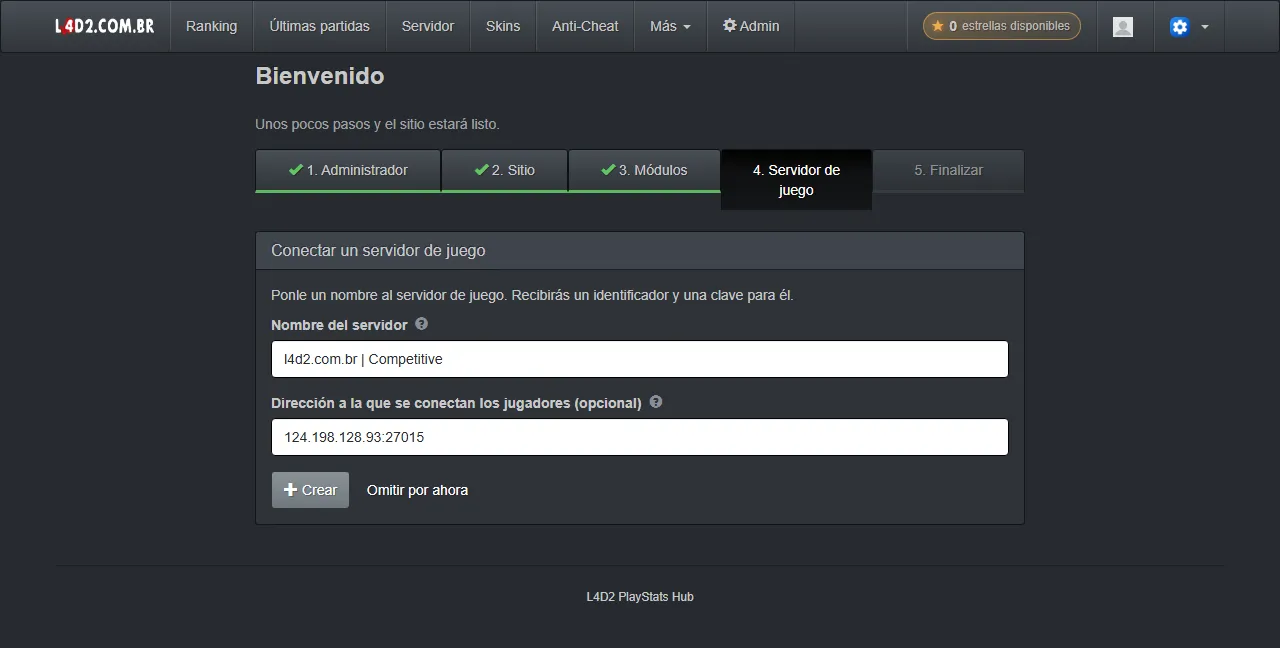 L4D2.COM.BR Ranking Últimas partidas Servidor Skins Anti-Cheat Más Admin 0 estrellas disponibles
Bienvenido
Unos pocos pasos y el sitio estará listo.
1. Administrador 2. Sitio 3. Módulos 4. Servidor de juego 5. Finalizar
Conectar un servidor de juego
Ponle un nombre al servidor de juego. Recibirás un identificador y una clave para él.
Nombre del servidor ?
l4d2.com.br | Competitive
Dirección a la que se conectan los jugadores (opcional) ?
124.198.128.93:27015
Crear Omitir por ahora
L4D2 PlayStats Hub